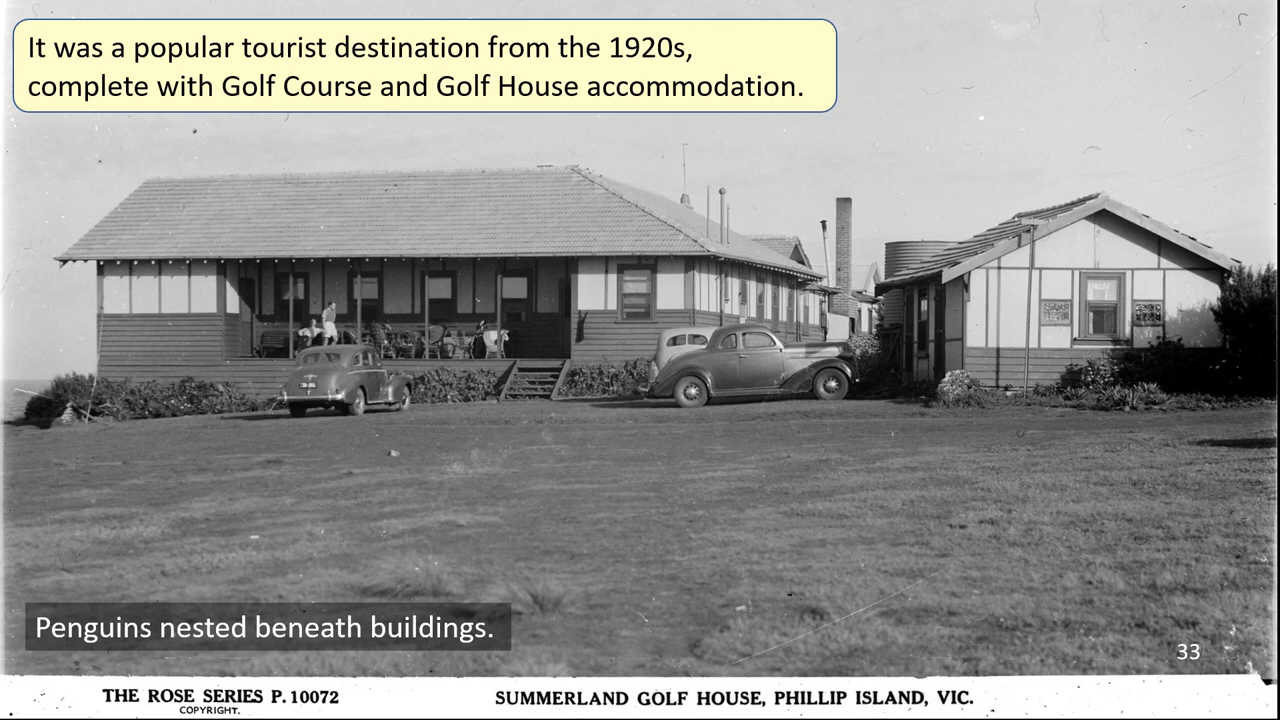 It was a popular tourist destination from the 1920s,
complete with Golf Course and Golf House accommodation.
Penguins nested beneath buildings.
33
THE ROSE SERIES P. 10072
COPYRIGHT.
SUMMERLAND GOLF HOUSE, PHILLIP ISLAND, VIC.